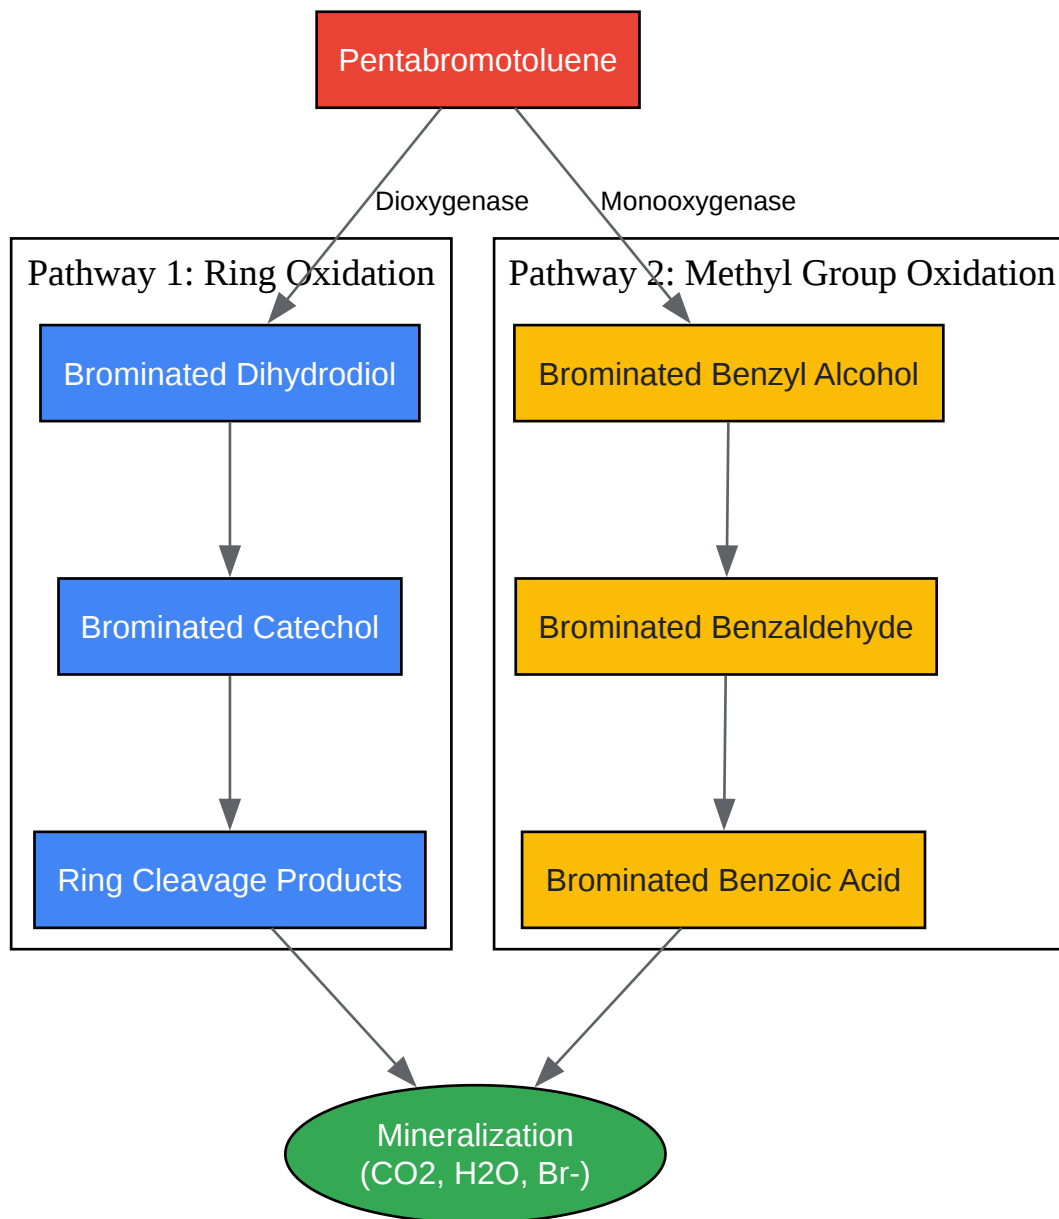 Pentabromotoluene
Dioxygenase
Monooxygenase
Pathway 1: Ring Oxidation
Pathway 2: Methyl Group Oxidation
Brominated Dihydrodiol
Brominated Benzyl Alcohol
Brominated Catechol
Brominated Benzaldehyde
Ring Cleavage Products
Brominated Benzoic Acid
Mineralization
(CO2, H2O, Br-)